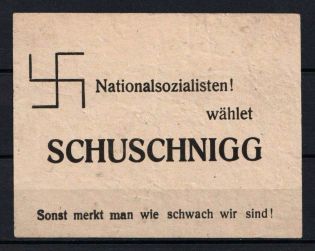 Nationalsozialisten!
wählet
SCHUSCHNIGG
Sonst merkt man wie schwach wir sind!